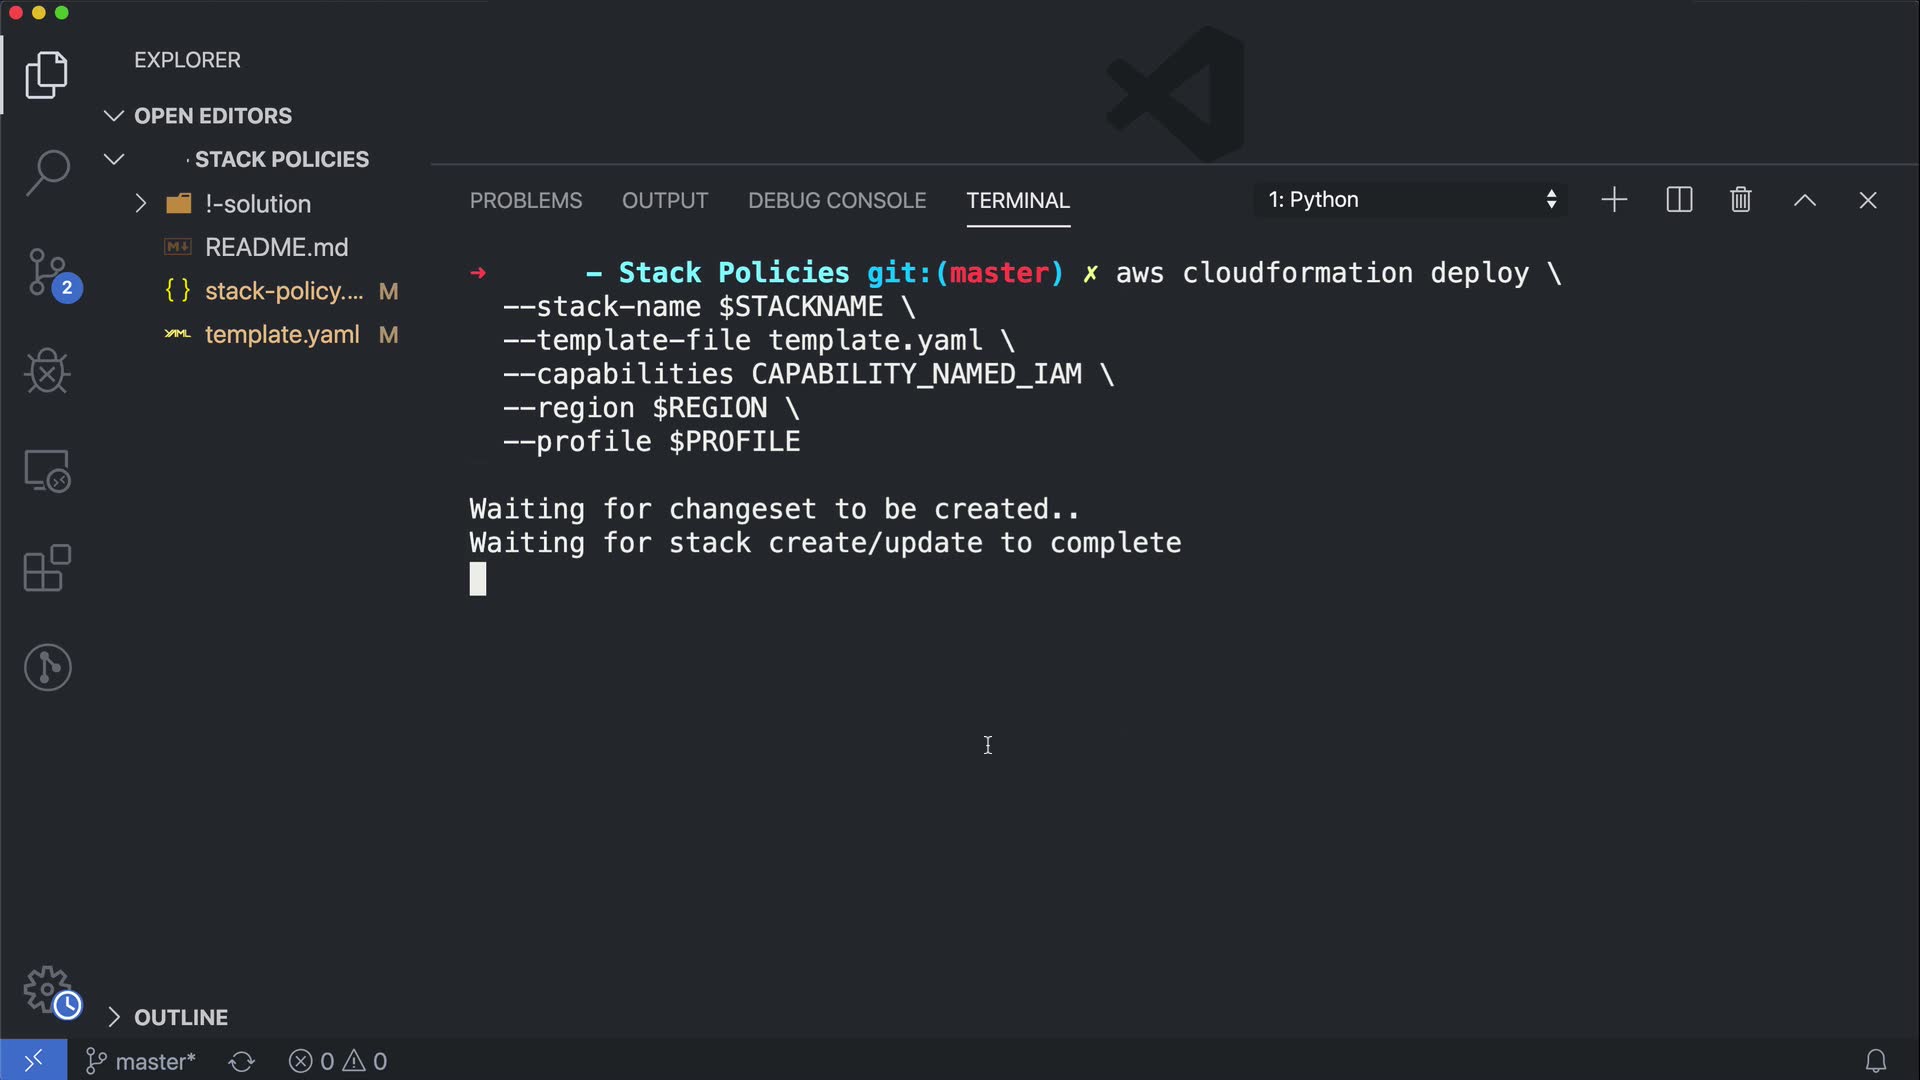 EXPLORER
OPEN EDITORS
STACK POLICIES
!-solution
README.md
stack-policy.... M
template.yaml M
OUTLINE
2
PROBLEMS OUTPUT DEBUG CONSOLE TERMINAL 1: Python
➜ - Stack Policies git:(master) ✗ aws cloudformation deploy \
--stack-name $STACKNAME \
--template-file template.yaml \
--capabilities CAPABILITY_NAMED_IAM \
--region $REGION \
--profile $PROFILE
Waiting for changeset to be created..
Waiting for stack create/update to complete
master* 0 0